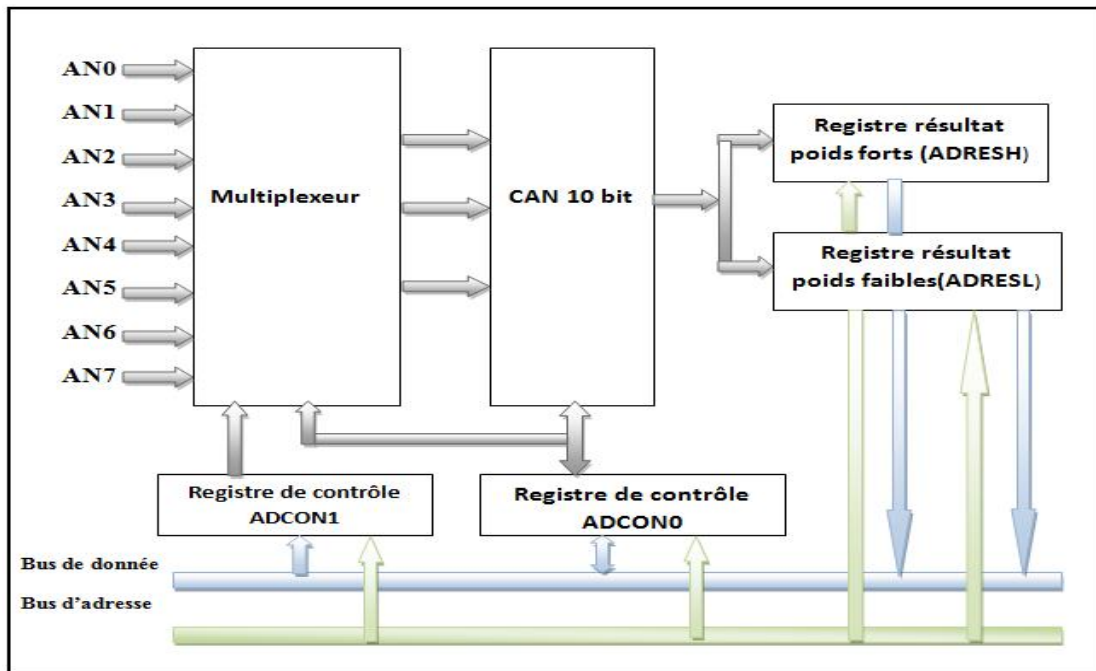 AN0
AN1
AN2
AN3
AN4
AN5
AN6
AN7
Multiplexeur
CAN 10 bit
Registre résultat
poids forts (ADRESH)
Registre résultat
poids faibles(ADRESL)
Registre de contrôle
ADCON1
Registre de contrôle
ADCON0
Bus de donnée
Bus d'adresse